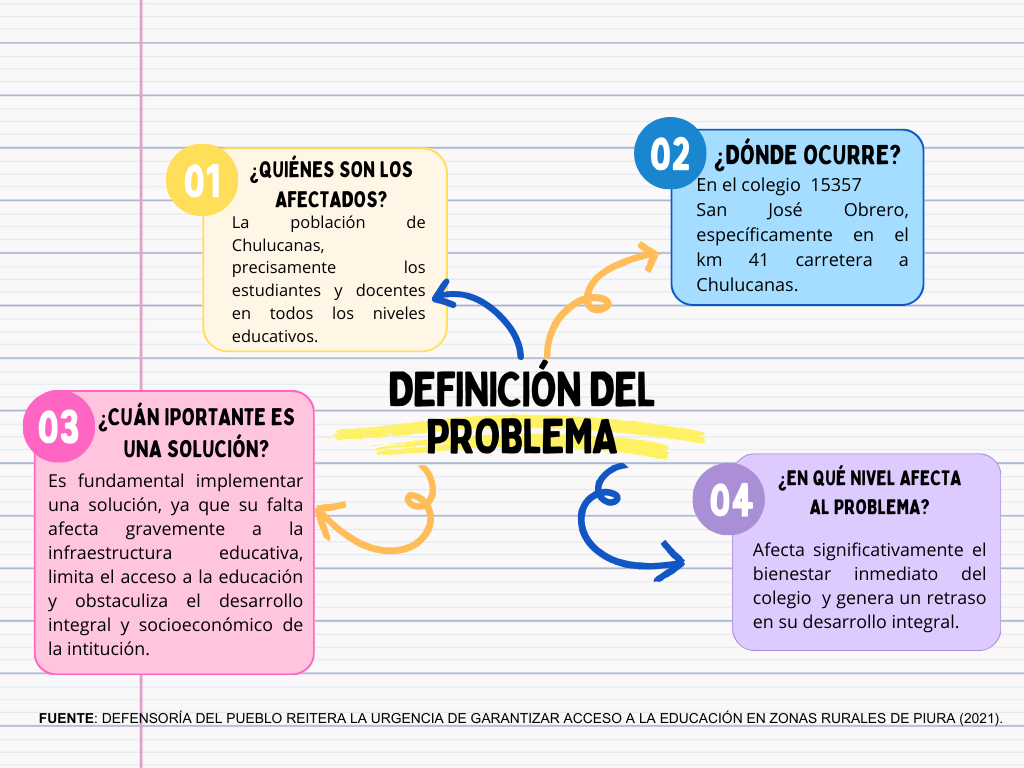 01
¿QUIÉNES SON LOS
AFECTADOS?
La población de
Chulucanas,
precisamente los
estudiantes y docentes
en todos los niveles
educativos.
02
¿DÓNDE OCURRE?
En el colegio 15357
San José Obrero,
específicamente en el
km 41 carretera a
Chulucanas.
DEFINICIÓN DEL
PROBLEMA
03
¿CUÁN IPORTANTE ES
UNA SOLUCIÓN?
Es fundamental implementar
una solución, ya que su falta
afecta gravemente a la
infraestructura educativa,
limita el acceso a la educación
y obstaculiza el desarrollo
integral y socioeconómico de
la intitución.
04
¿EN QUÉ NIVEL AFECTA
AL PROBLEMA?
Afecta significativamente el
bienestar inmediato del
colegio y genera un retraso
en su desarrollo integral.
FUENTE: DEFENSORÍA DEL PUEBLO REITERA LA URGENCIA DE GARANTIZAR ACCESO A LA EDUCACIÓN EN ZONAS RURALES DE PIURA (2021).